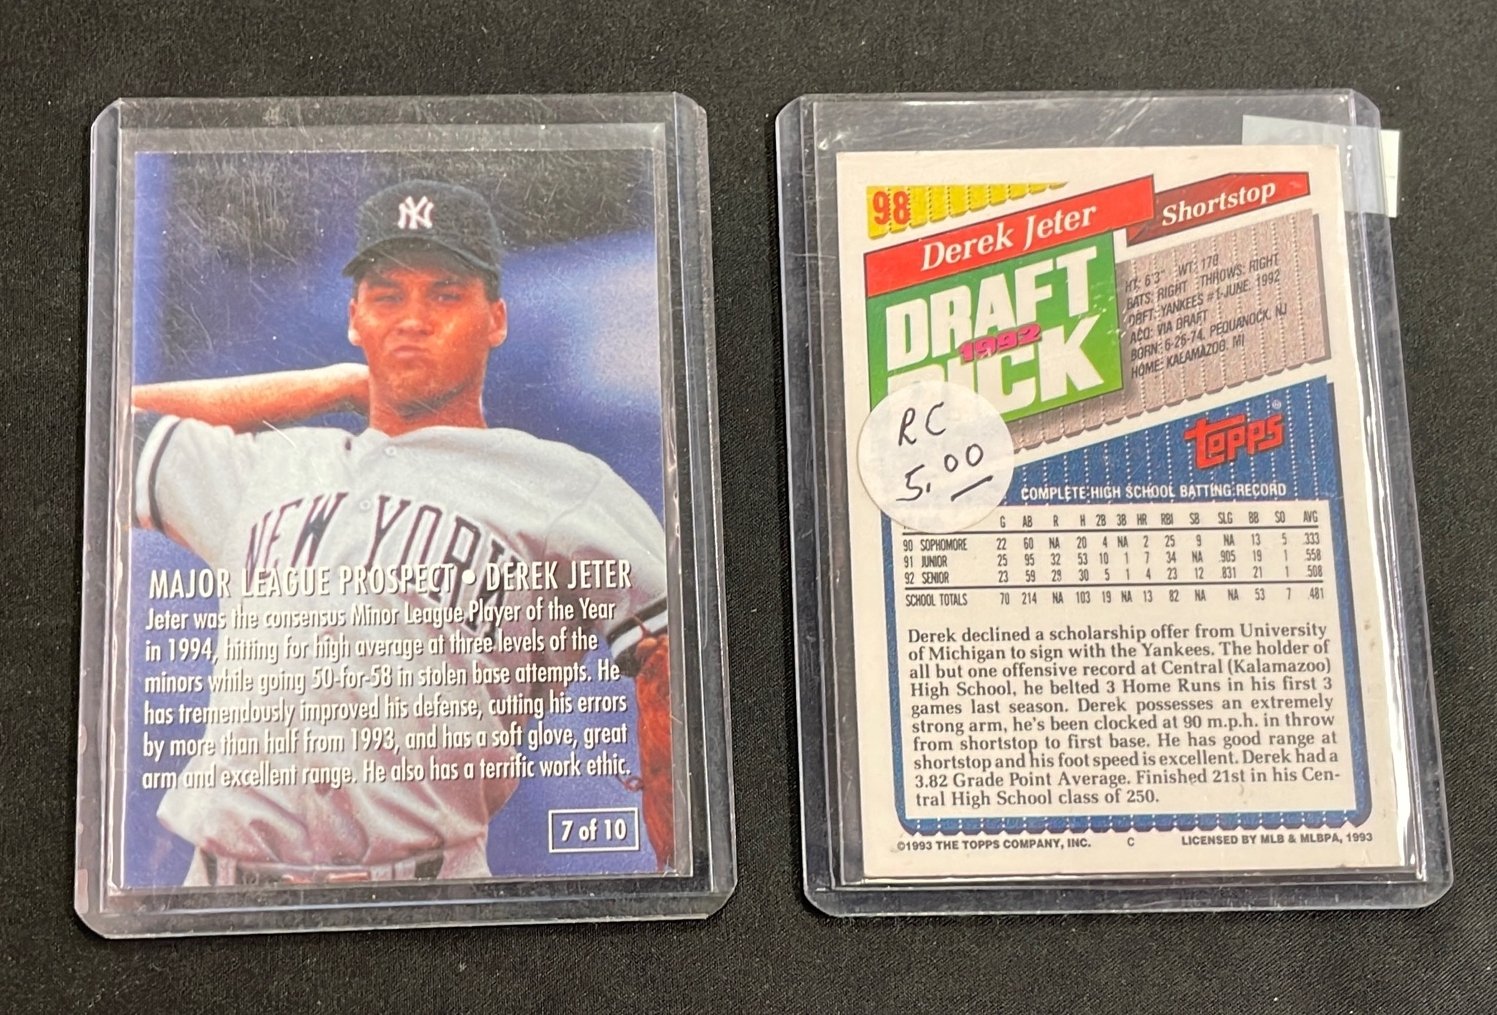 NY
NEW YORK
MAJOR LEAGUE PROSPECT • DEREK JETER
Jeter was the consensus Minor League Player of the Year
in 1994, hitting for high average at three levels of the
minors while going 50-for-58 in stolen base attempts. He
has tremendously improved his defense, cutting his errors
by more than half from 1993, and has a soft glove, great
arm and excellent range. He also has a terrific work ethic.
7 of 10
98
Derek Jeter
Shortstop
DRAFT
1992
PICK
HT: 6'3" WT: 170
BATS: RIGHT THROWS: RIGHT
DRFT: YANKEES #1-JUNE, 1992
ACQ: VIA DRAFT
BORN: 6-26-74, PEQUANOCK, NJ
HOME: KALAMAZOO, MI
RC
5.00
Topps
COMPLETE HIGH SCHOOL BATTING RECORD
G AB R H 2B 3B HR RBI SB SLG BB SO AVG
90 SOPHOMORE 22 60 NA 20 4 NA 2 25 9 NA 13 5 .333
91 JUNIOR 25 95 32 53 10 1 7 34 NA .905 19 1 .558
92 SENIOR 23 59 29 30 5 1 4 23 12 .831 21 1 .508
SCHOOL TOTALS 70 214 NA 103 19 NA 13 82 NA NA 53 7 .481
Derek declined a scholarship offer from University
of Michigan to sign with the Yankees. The holder of
all but one offensive record at Central (Kalamazoo)
High School, he belted 3 Home Runs in his first 3
games last season. Derek possesses an extremely
strong arm, he's been clocked at 90 m.p.h. in throw
from shortstop to first base. He has good range at
shortstop and his foot speed is excellent. Derek had a
3.82 Grade Point Average. Finished 21st in his Cen-
tral High School class of 250.
©1993 THE TOPPS COMPANY, INC. C LICENSED BY MLB & MLBPA, 1993